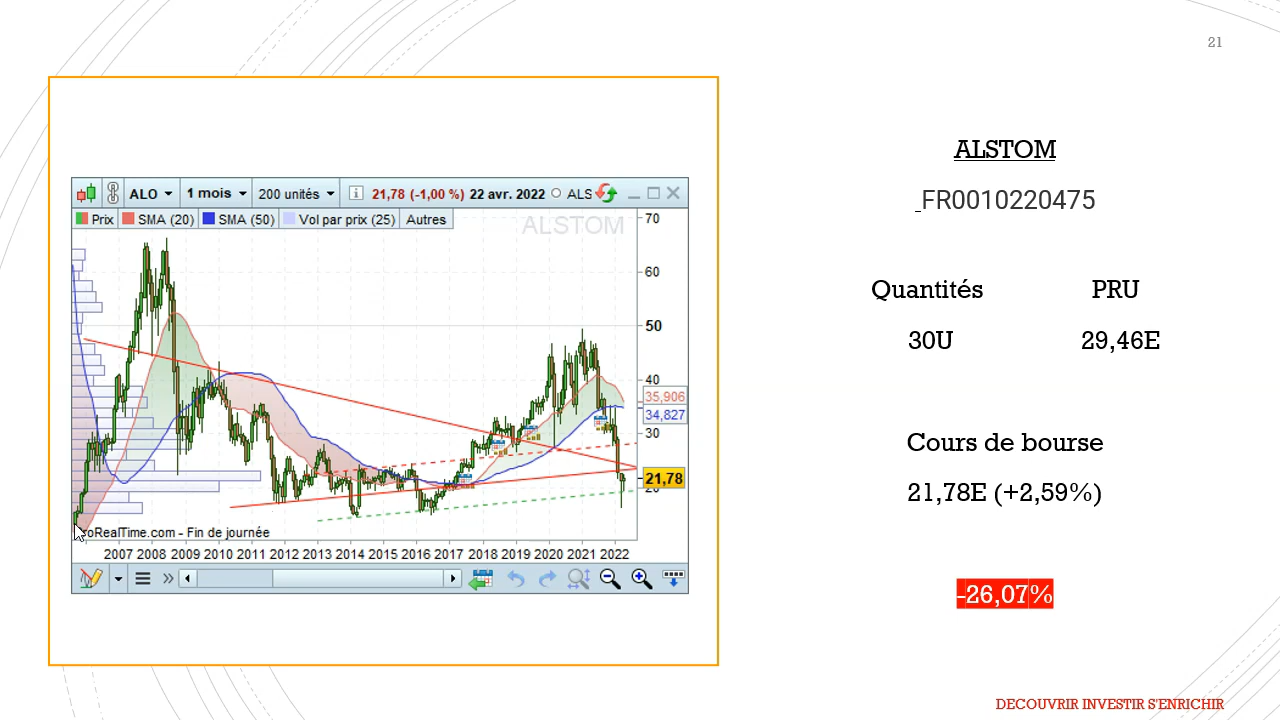 21
ALO
1 mois
200 unités
21,78 (-1,00 %) 22 avr. 2022
ALS
Prix
SMA (20)
SMA (50)
Vol par prix (25)
Autres
ALSTOM
70
60
50
40
35,906
34,827
30
21,78
20
oRealTime.com - Fin de journée
2007 2008 2009 2010 2011 2012 2013 2014 2015 2016 2017 2018 2019 2020 2021 2022
ALSTOM
FR0010220475
Quantités PRU
30U 29,46E
Cours de bourse
21,78E (+2,59%)
-26,07%
DECOUVRIR INVESTIR S'ENRICHIR